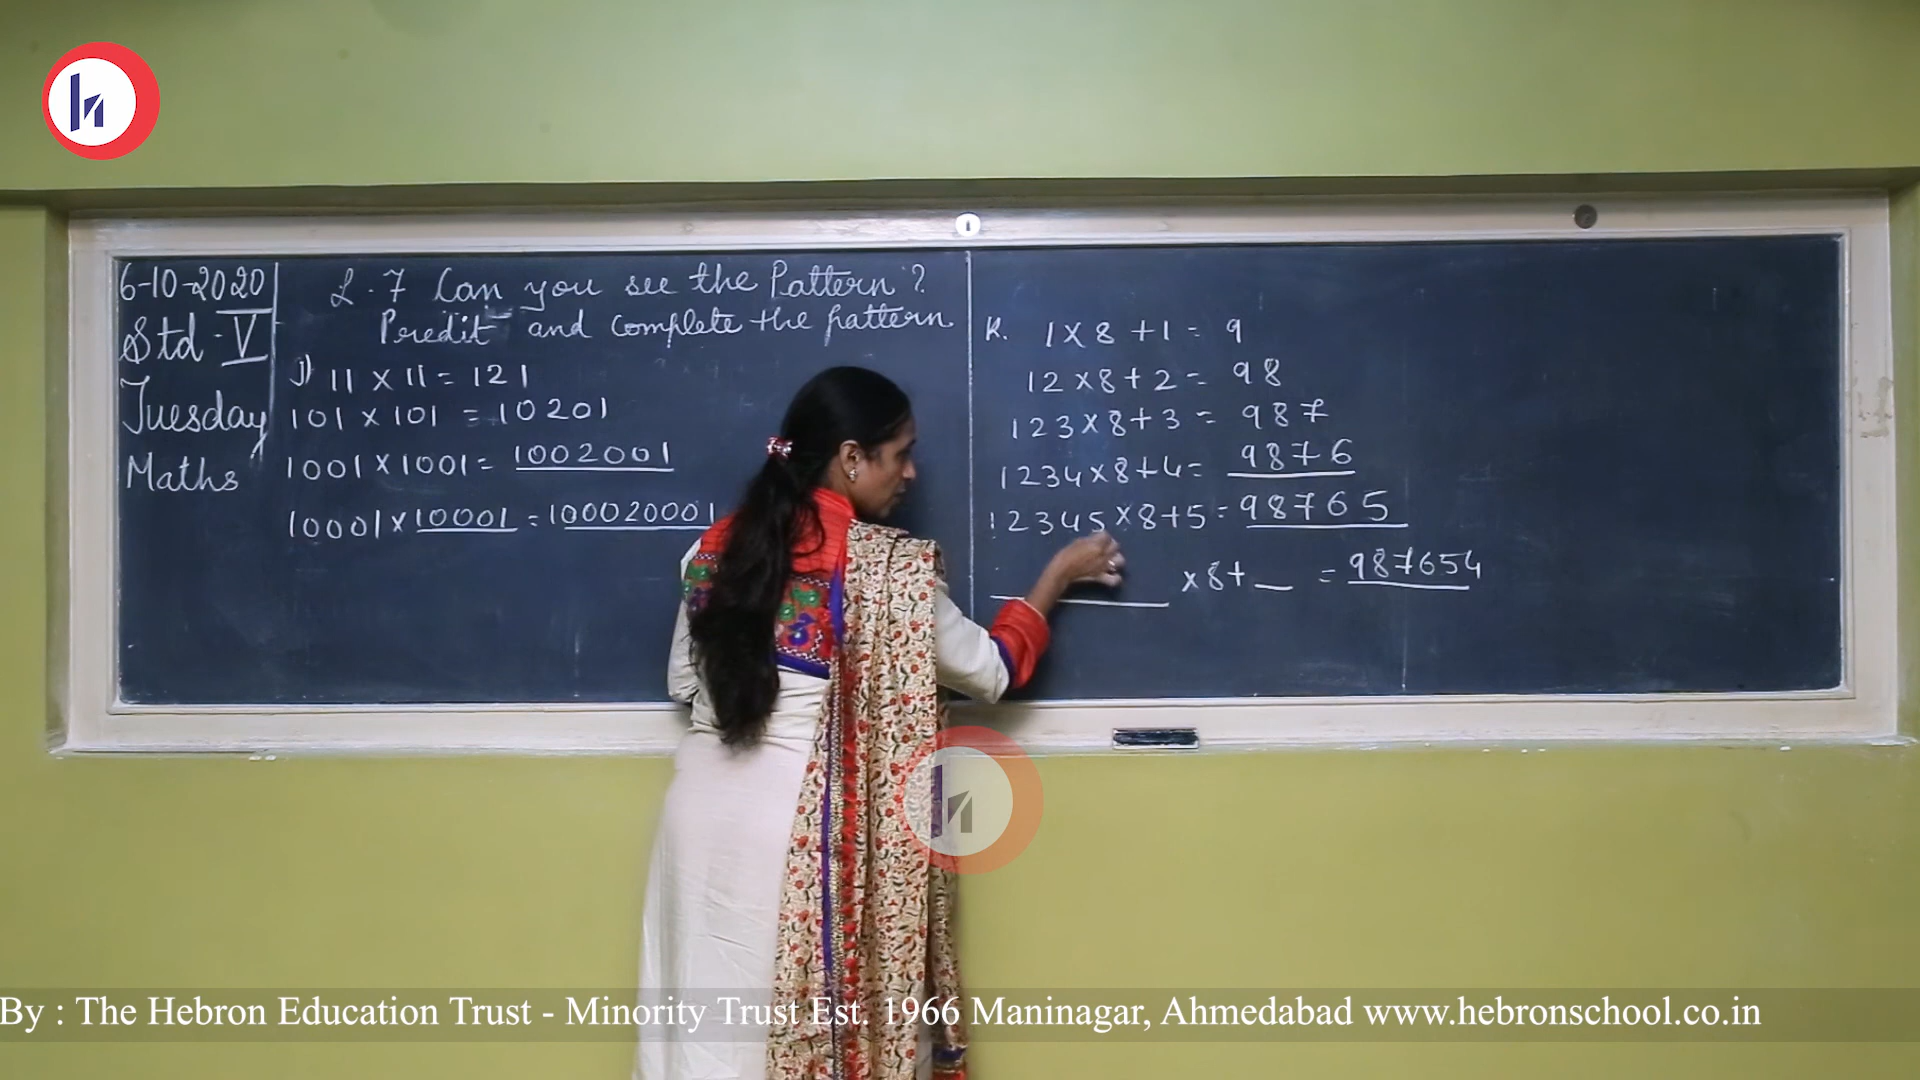 6-10-2020
Std - V
Tuesday
Maths
L. 7 Can you see the Pattern ?
Predit and complete the pattern
J) 11 × 11 = 121
101 × 101 = 10201
1001 × 1001 = 1002001
10001 × 10001 = 100020001
K. 1 × 8 + 1 = 9
12 × 8 + 2 = 98
123 × 8 + 3 = 987
1234 × 8 + 4 = 9876
12345 × 8 + 5 = 98765
____ × 8 + __ = 987654
By : The Hebron Education Trust - Minority Trust Est. 1966 Maninagar, Ahmedabad www.hebronschool.co.in